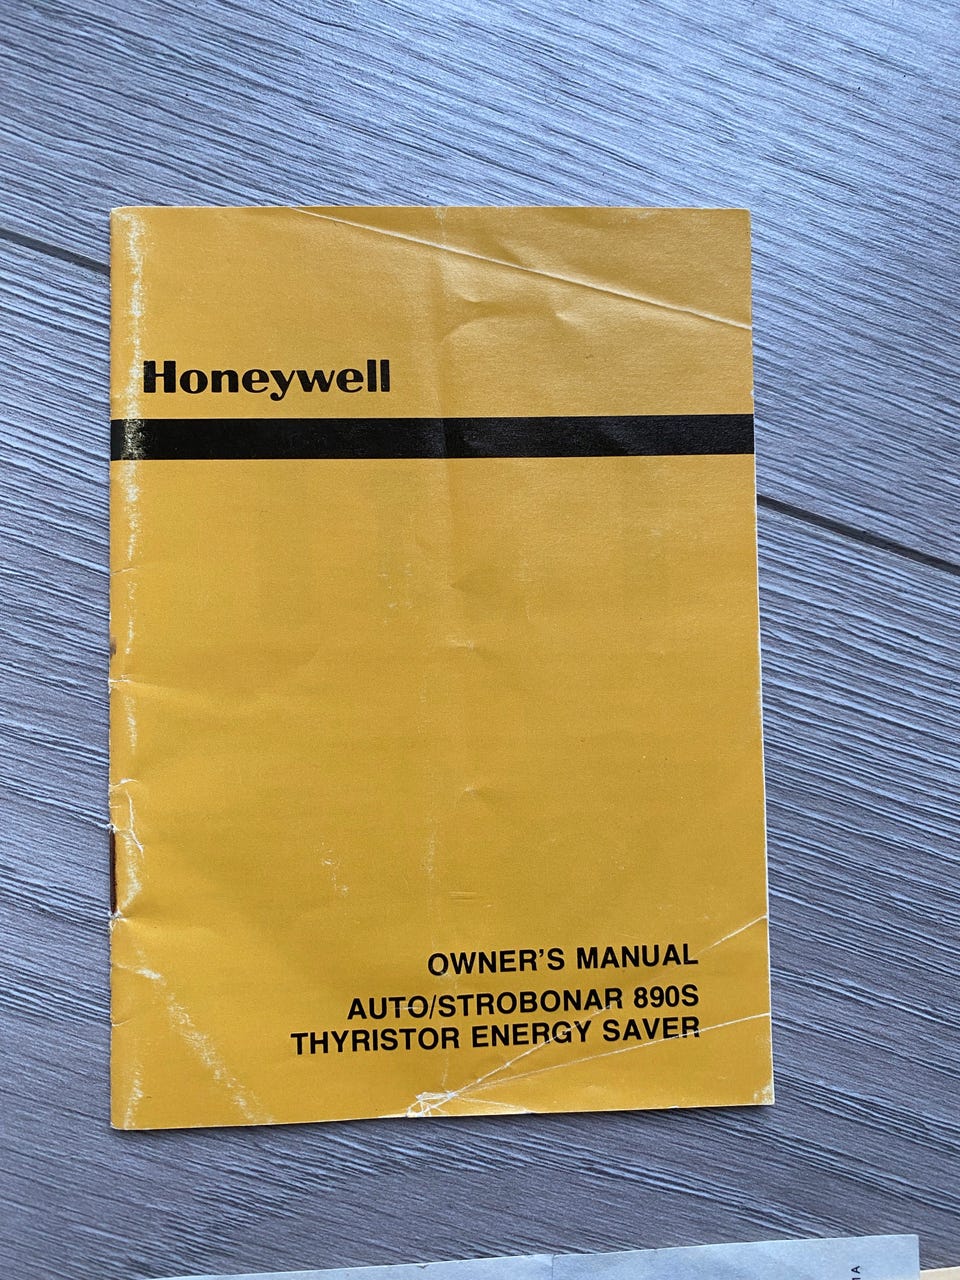 Honeywell
OWNER'S MANUAL
AUTO/STROBONAR 890S
THYRISTOR ENERGY SAVER